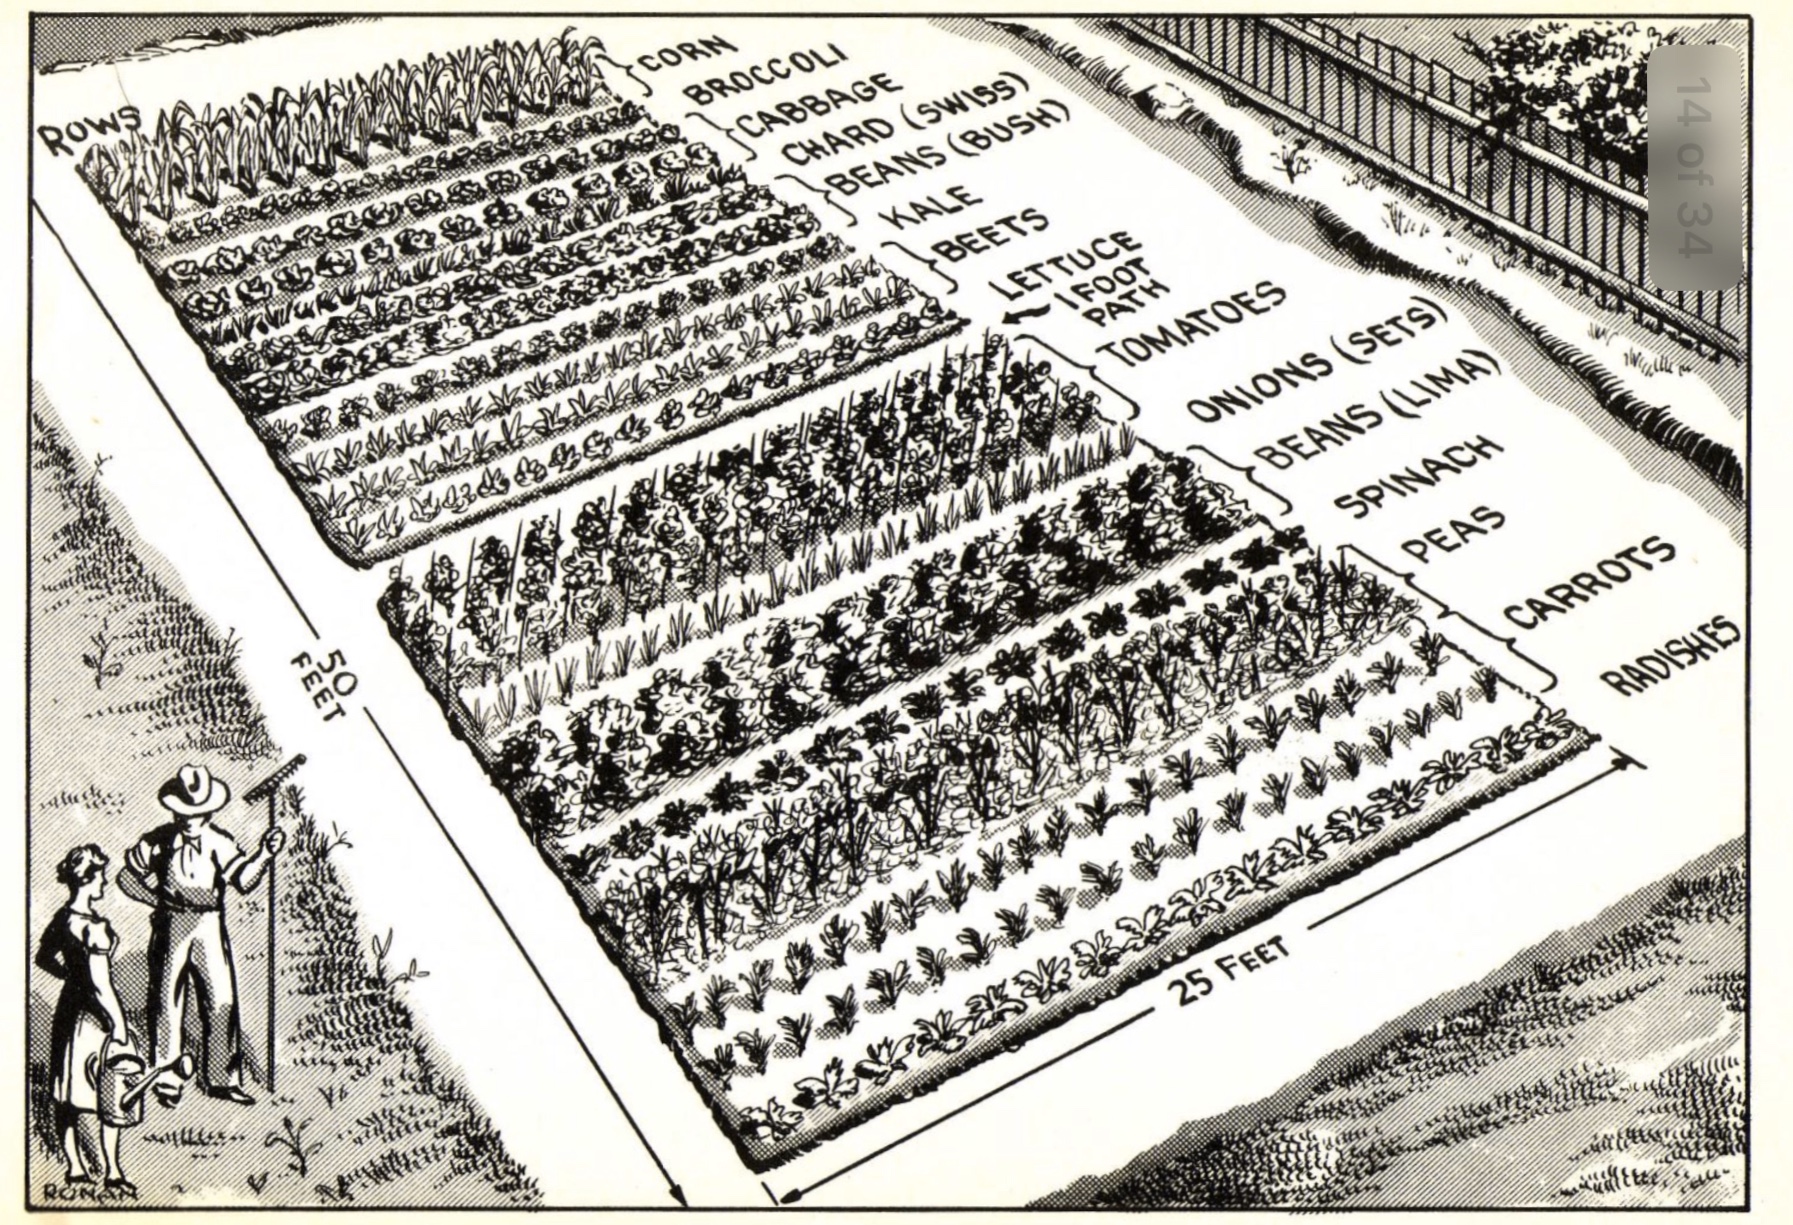 ROWS
CORN
BROCCOLI
CABBAGE
CHARD (SWISS)
BEANS (BUSH)
KALE
BEETS
LETTUCE
1 FOOT
PATH
TOMATOES
ONIONS (SETS)
BEANS (LIMA)
SPINACH
PEAS
CARROTS
RADISHES
50
FEET
25 FEET
RONAN
14 of 34